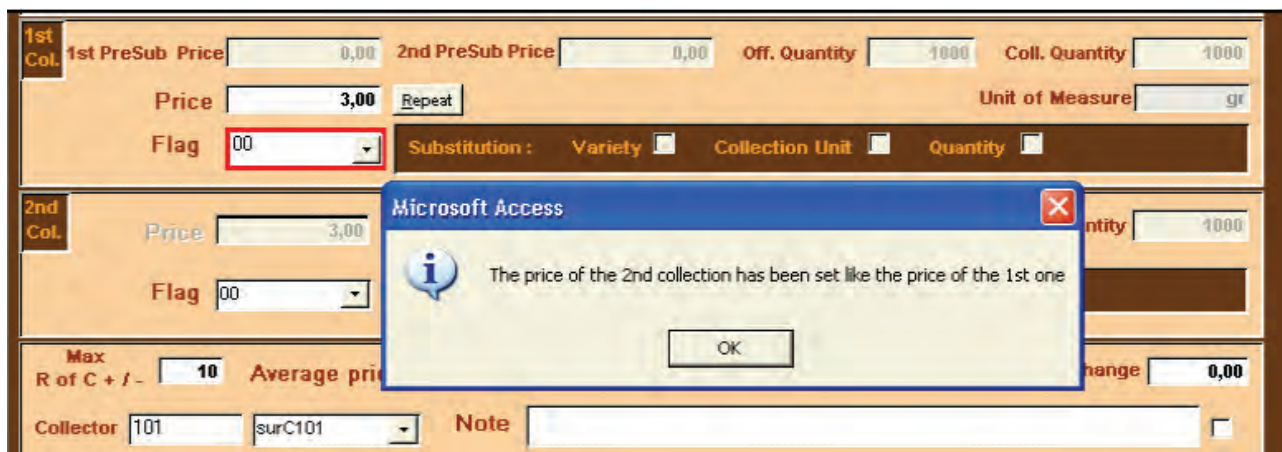 1st Col. 1st PreSub Price 0,00 2nd PreSub Price 0,00 Off. Quantity 1000 Coll. Quantity 1000
Price 3,00 Repeat Unit of Measure gr
Flag 00 Substitution : Variety Collection Unit Quantity
2nd Col. Price 3,00 ntity 1000
Flag 00
Microsoft Access
The price of the 2nd collection has been set like the price of the 1st one
OK
Max
R of C + / - 10 Average pri hange 0,00
Collector 101 surC101 Note